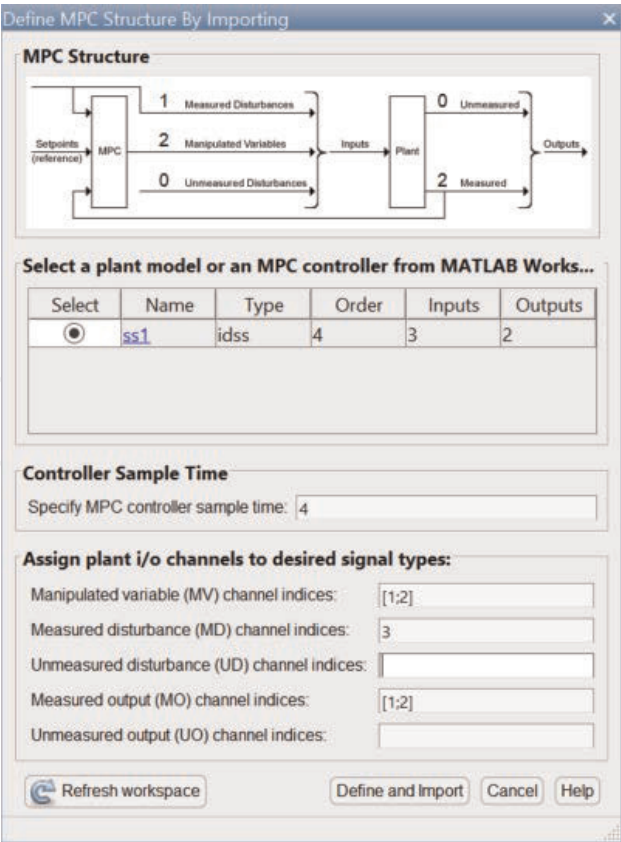 Define MPC Structure By Importing
MPC Structure
1 Measured Disturbances
0 Unmeasured
Setpoints
(reference)
MPC
2 Manipulated Variables
Inputs
Plant
Outputs
0 Unmeasured Disturbances
2 Measured
Select a plant model or an MPC controller from MATLAB Works...
Select Name Type Order Inputs Outputs
ss1 idss 4 3 2
Controller Sample Time
Specify MPC controller sample time: 4
Assign plant i/o channels to desired signal types:
Manipulated variable (MV) channel indices: [1;2]
Measured disturbance (MD) channel indices: 3
Unmeasured disturbance (UD) channel indices:
Measured output (MO) channel indices: [1;2]
Unmeasured output (UO) channel indices:
Refresh workspace Define and Import Cancel Help